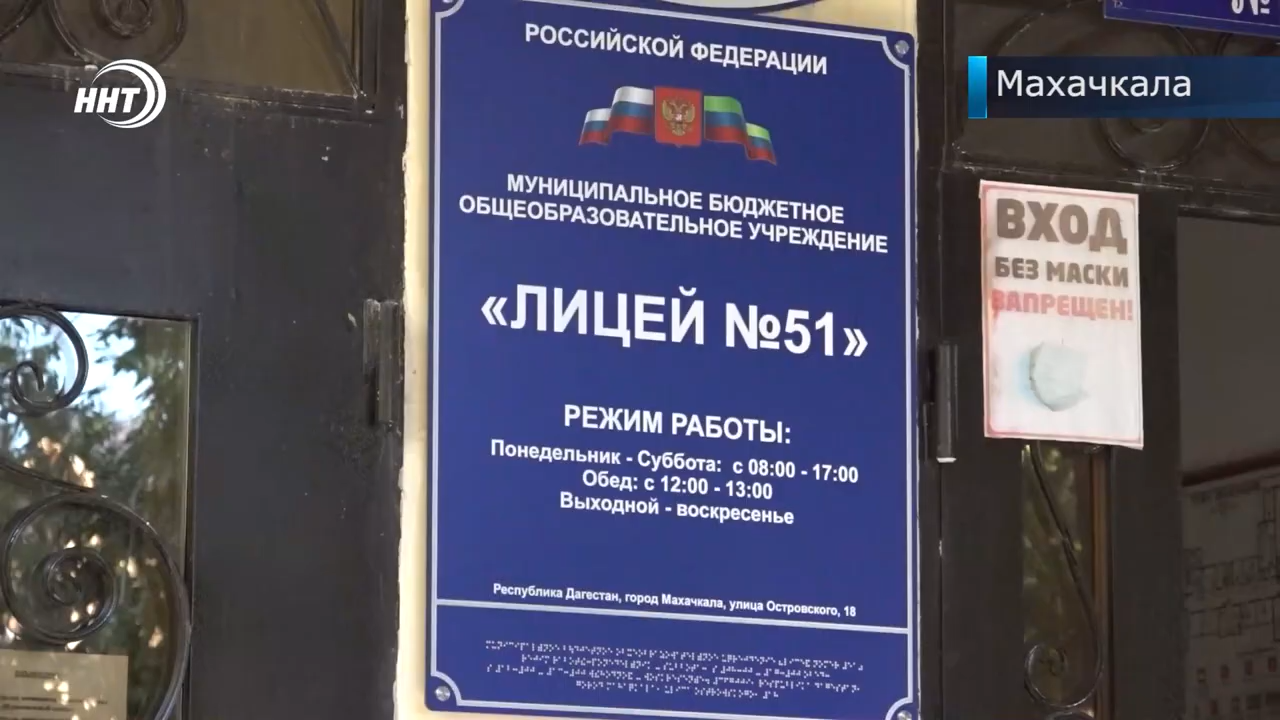 ННТ
Махачкала
РОССИЙСКОЙ ФЕДЕРАЦИИ
МУНИЦИПАЛЬНОЕ БЮДЖЕТНОЕ
ОБЩЕОБРАЗОВАТЕЛЬНОЕ УЧРЕЖДЕНИЕ
«ЛИЦЕЙ №51»
РЕЖИМ РАБОТЫ:
Понедельник - Суббота: с 08:00 - 17:00
Обед: с 12:00 - 13:00
Выходной - воскресенье
Республика Дагестан, город Махачкала, улица Островского, 18
ВХОД
БЕЗ МАСКИ
ЗАПРЕЩЕН!
№